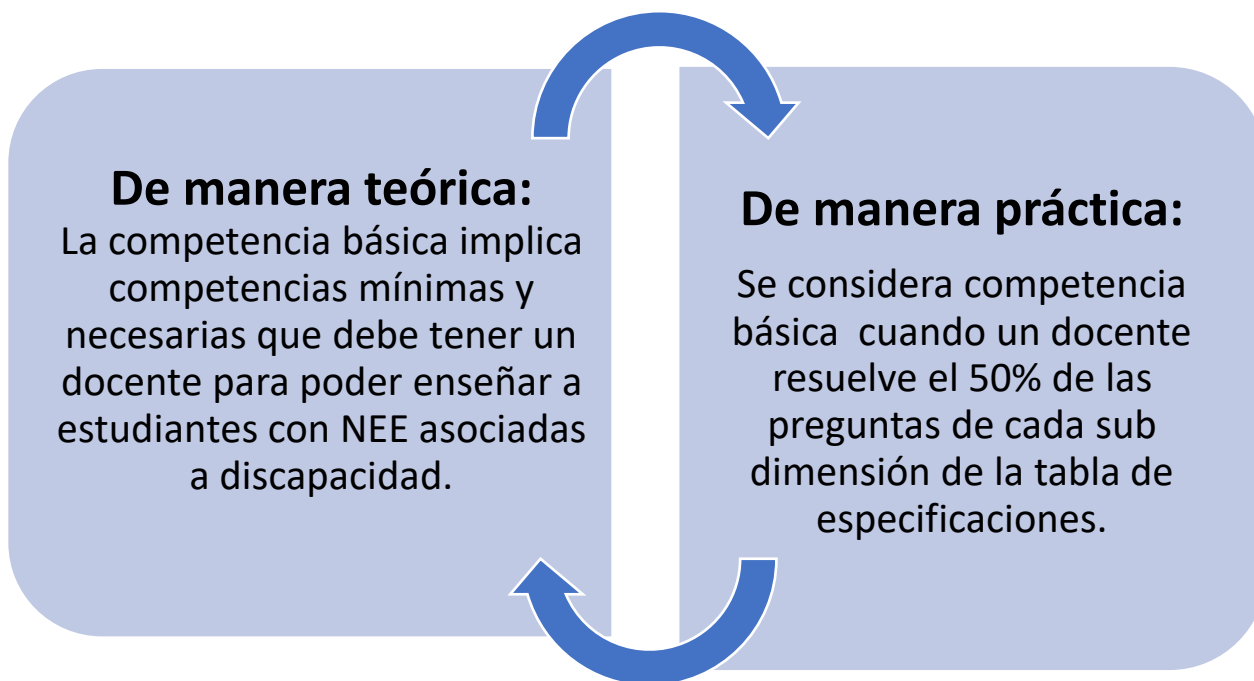 De manera teórica:
La competencia básica implica
competencias mínimas y
necesarias que debe tener un
docente para poder enseñar a
estudiantes con NEE asociadas
a discapacidad.
De manera práctica:
Se considera competencia
básica  cuando un docente
resuelve el 50% de las
preguntas de cada sub
dimensión de la tabla de
especificaciones.